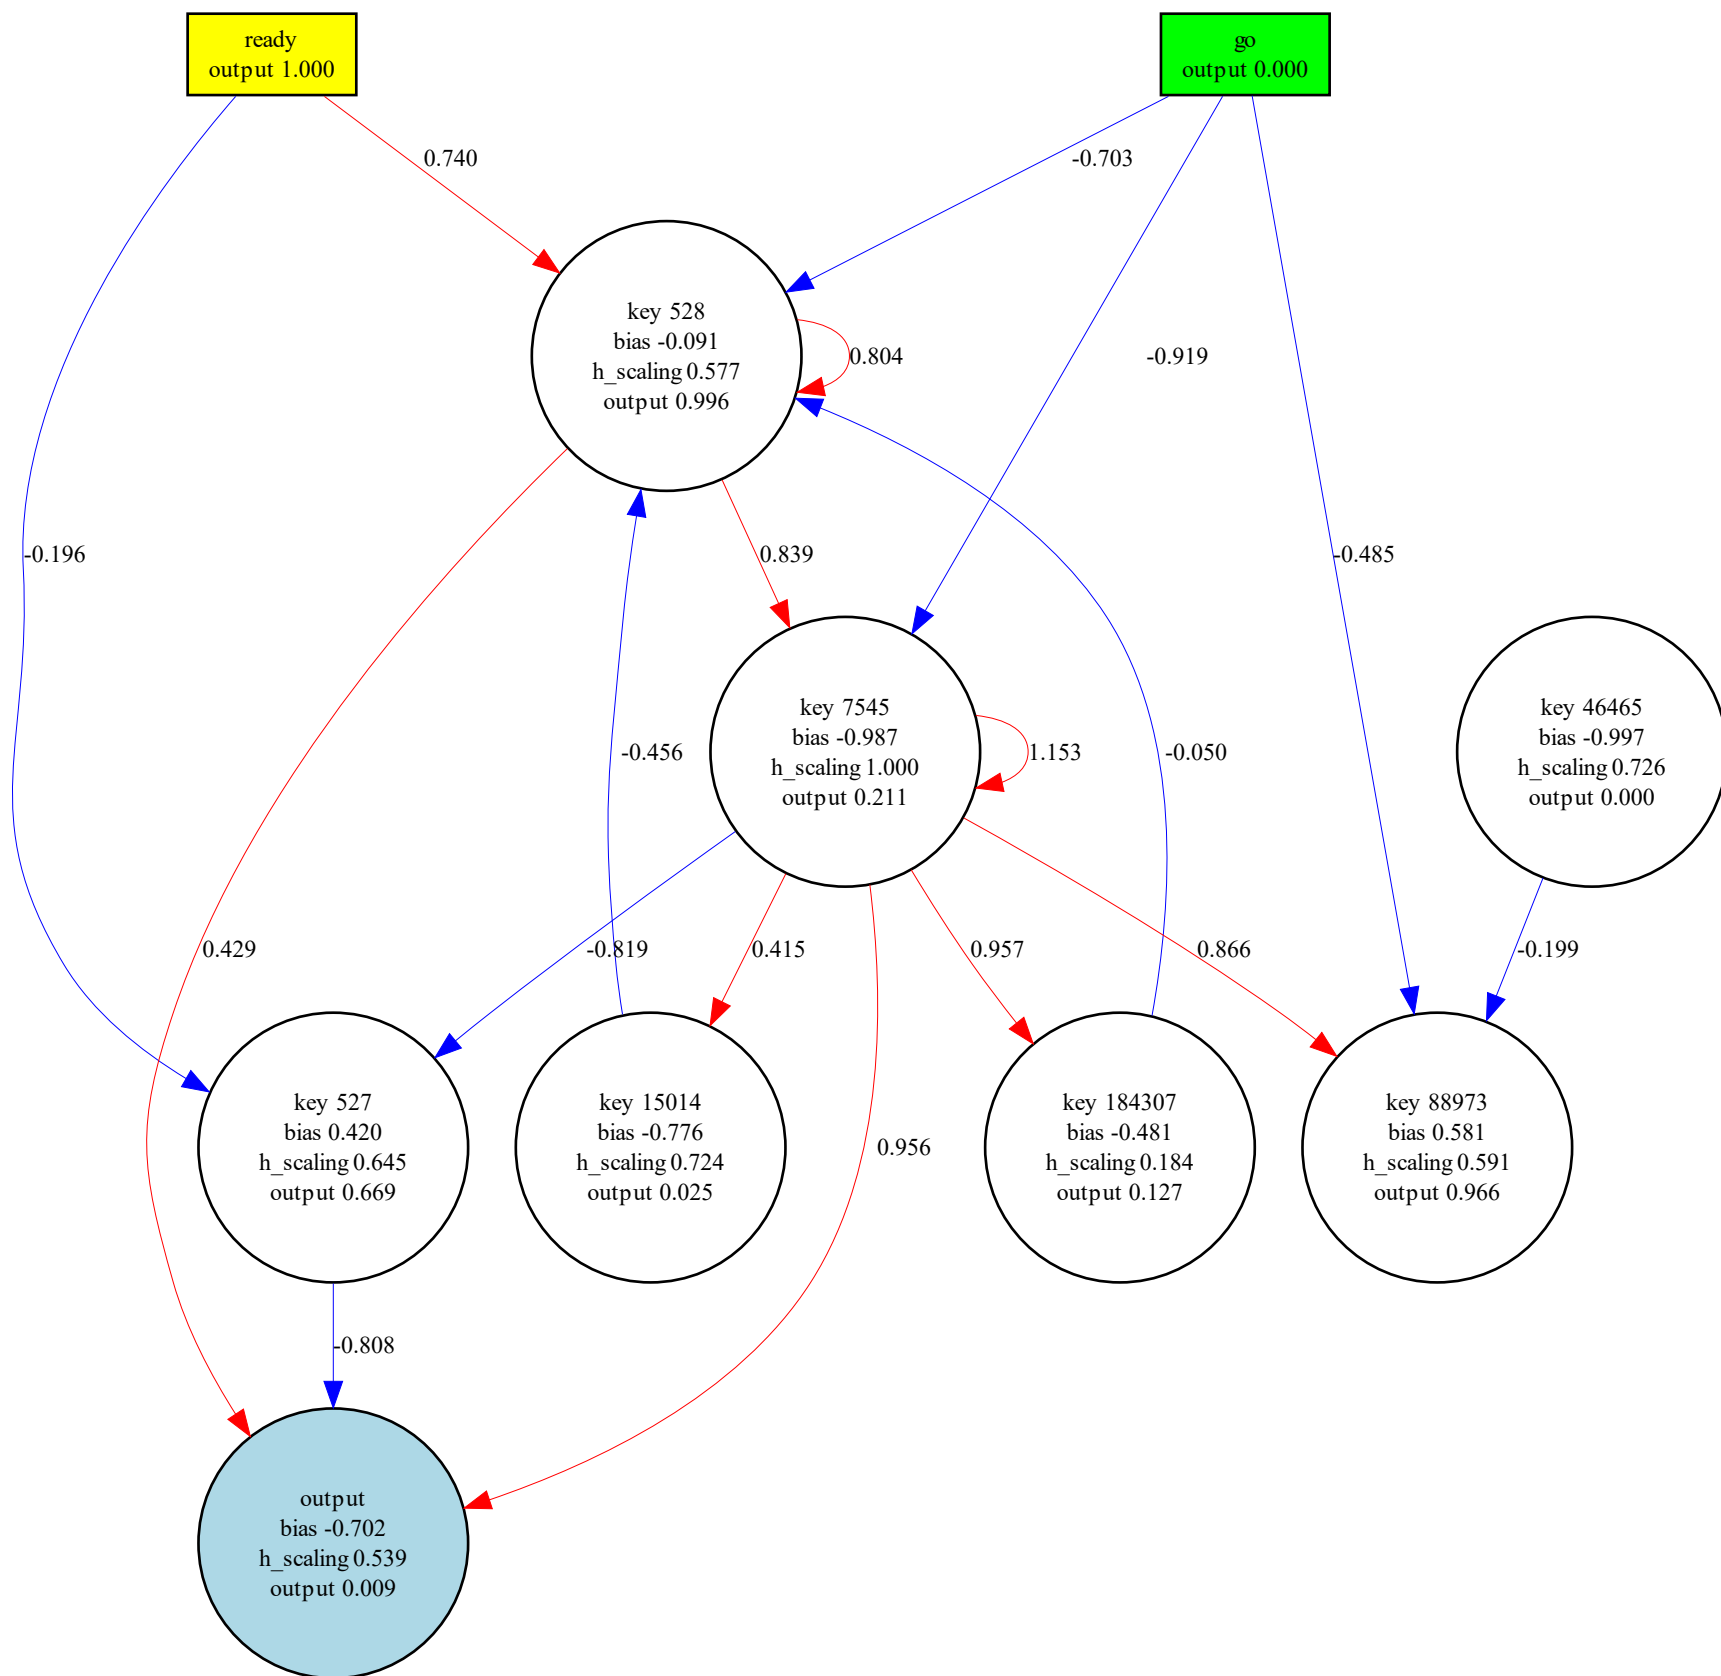 ready
output 1.000
go
output 0.000
0.740
-0.703
key 528
bias -0.091
h_scaling 0.577
output 0.996
0.804
-0.919
-0.196
0.839
-0.485
key 7545
bias -0.987
h_scaling 1.000
output 0.211
-0.456
1.153
-0.050
key 46465
bias -0.997
h_scaling 0.726
output 0.000
0.429
-0.819
0.415
0.957
0.866
-0.199
key 527
bias 0.420
h_scaling 0.645
output 0.669
key 15014
bias -0.776
h_scaling 0.724
output 0.025
0.956
key 184307
bias -0.481
h_scaling 0.184
output 0.127
key 88973
bias 0.581
h_scaling 0.591
output 0.966
-0.808
output
bias -0.702
h_scaling 0.539
output 0.009